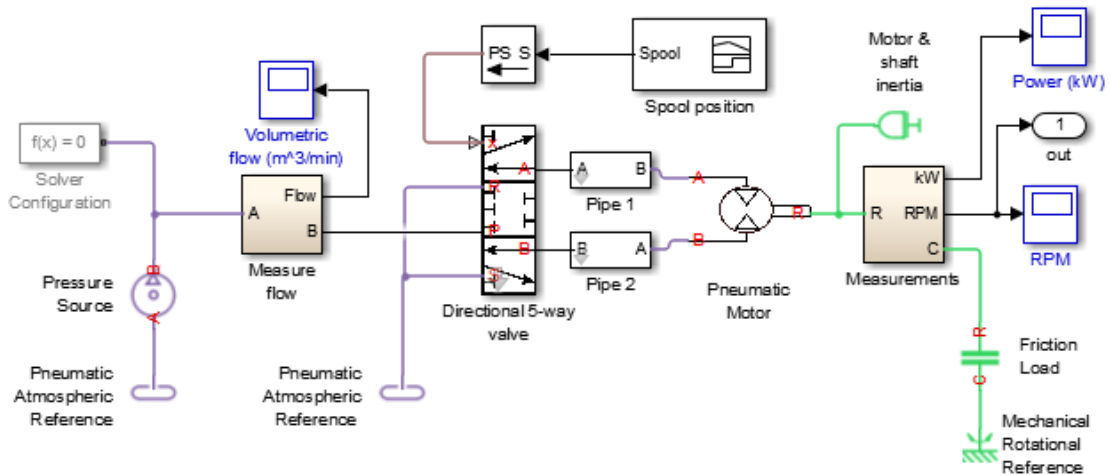 Motor &
shaft
inertia
Power (kW)
PS S
Spool
Spool position
Volumetric
flow (m^3/min)
f(x) = 0
Solver
Configuration
1
out
x
A
A
B
A
Pipe 1
R
kW
RPM
C
R
R
Measurements
RPM
A
Flow
B
Measure
flow
P
B
B
A
B
Pipe 2
S
Directional 5-way
valve
Pneumatic
Motor
B
A
Pressure
Source
Pneumatic
Atmospheric
Reference
Pneumatic
Atmospheric
Reference
R
C
Friction
Load
Mechanical
Rotational
Reference